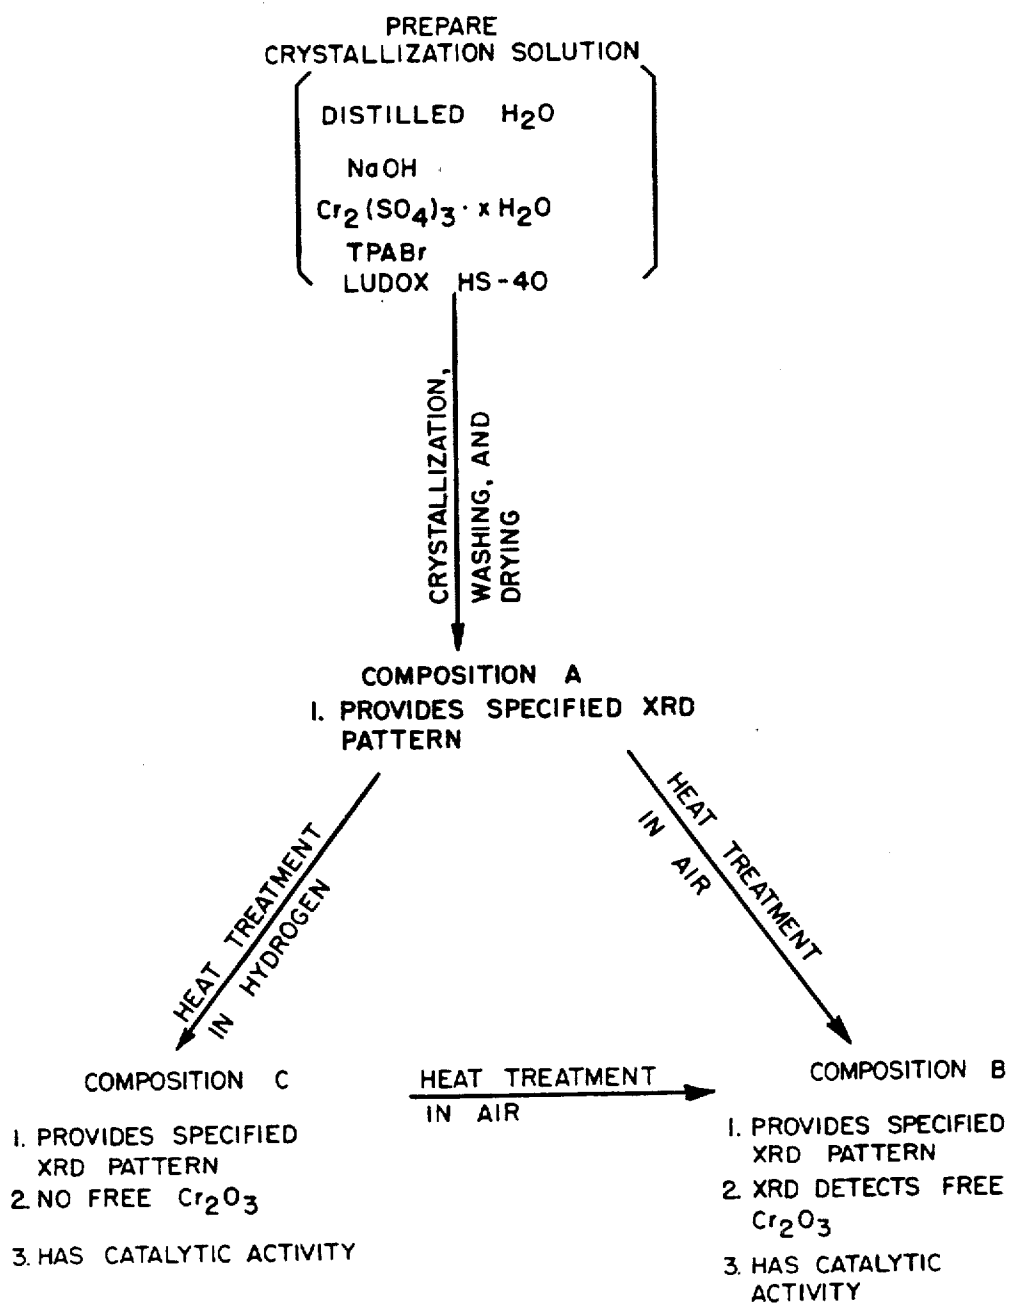 PREPARE
CRYSTALLIZATION SOLUTION
DISTILLED H2O
NaOH
Cr2(SO4)3· x H2O
TPABr
LUDOX HS-40
CRYSTALLIZATION,
WASHING, AND
DRYING
COMPOSITION A
1. PROVIDES SPECIFIED XRD
PATTERN
HEAT TREATMENT
IN HYDROGEN
HEAT TREATMENT
IN AIR
COMPOSITION C
1. PROVIDES SPECIFIED
XRD PATTERN
2. NO FREE Cr2O3
3. HAS CATALYTIC ACTIVITY
HEAT TREATMENT
IN AIR
COMPOSITION B
1. PROVIDES SPECIFIED
XRD PATTERN
2. XRD DETECTS FREE
Cr2O3
3. HAS CATALYTIC
ACTIVITY